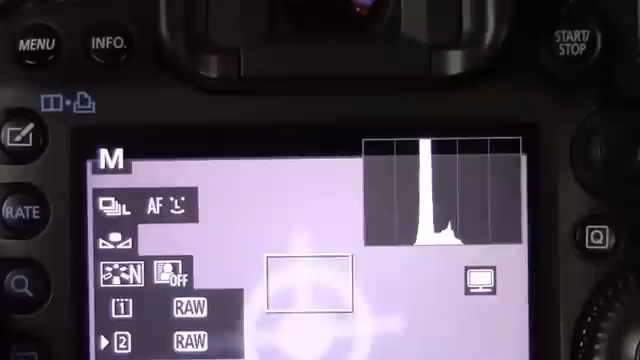 MENU
INFO.
START/
STOP
M
L
AF
RATE
Q
N
OFF
1
RAW
2
RAW